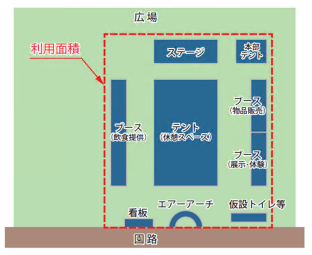 広場
利用面積
ステージ
本部
テント
ブース
(飲食提供)
テント
(休憩スペース)
ブース
(物品販売)
ブース
(展示・体験)
看板
エアーアーチ
仮設トイレ等
園路